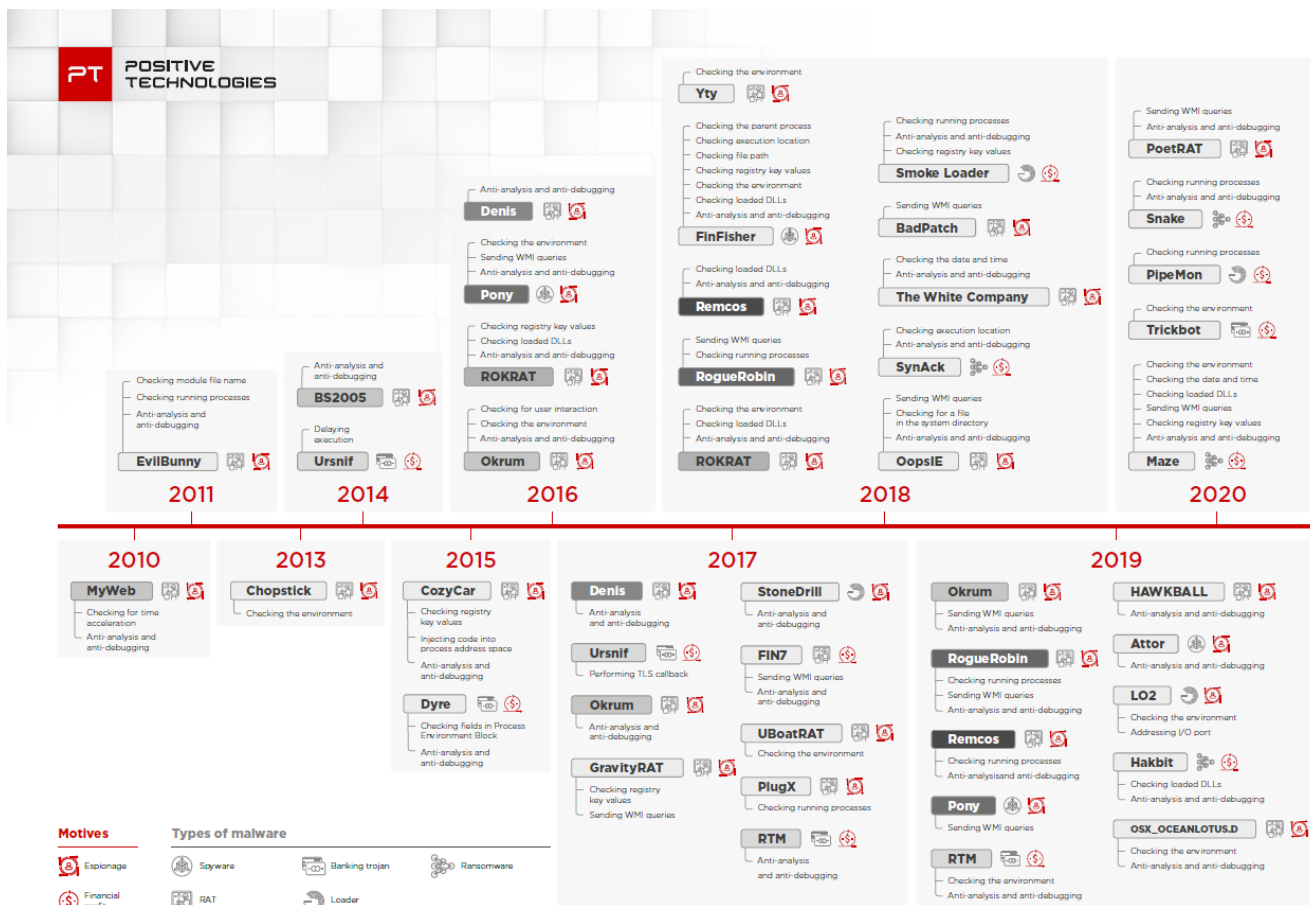 PT POSITIVE
TECHNOLOGIES
Checking module file name
Checking running processes
Anti-analysis and
anti-debugging
EvilBunny
2011
Anti-analysis and
anti-debugging
BS2005
Delaying
execution
Ursnif
2014
Anti-analysis and anti-debugging
Denis
Checking the environment
Sending WMI queries
Anti-analysis and anti-debugging
Pony
Checking registry key values
Checking loaded DLLs
Anti-analysis and anti-debugging
ROKRAT
Checking for user interaction
Checking the environment
Anti-analysis and anti-debugging
Okrum
2016
Checking the environment
Yty
Checking the parent process
Checking execution location
Checking file path
Checking registry key values
Checking the environment
Checking loaded DLLs
Anti-analysis and anti-debugging
FinFisher
Checking loaded DLLs
Anti-analysis and anti-debugging
Remcos
Sending WMI queries
Checking running processes
RogueRobin
Checking the environment
Checking loaded DLLs
Anti-analysis and anti-debugging
ROKRAT
Checking running processes
Anti-analysis and anti-debugging
Checking registry key values
Smoke Loader
Sending WMI queries
BadPatch
Checking the date and time
Anti-analysis and anti-debugging
The White Company
Checking execution location
Anti-analysis and anti-debugging
SynAck
Sending WMI queries
Checking for a file
in the system directory
Anti-analysis and anti-debugging
OopsIE
2018
Sending WMI queries
Anti-analysis and anti-debugging
PoetRAT
Checking running processes
Anti-analysis and anti-debugging
Snake
Checking running processes
PipeMon
Checking the environment
Trickbot
Checking the environment
Checking the date and time
Checking loaded DLLs
Sending WMI queries
Checking registry key values
Anti-analysis and anti-debugging
Maze
2020
2010
MyWeb
Checking for time
acceleration
Anti-analysis and
anti-debugging
2013
Chopstick
Checking the environment
2015
CozyCar
Checking registry
key values
Injecting code into
process address space
Anti-analysis and
anti-debugging
Dyre
Checking fields in Process
Environment Block
Anti-analysis and
anti-debugging
2017
Denis
Anti-analysis
and anti-debugging
Ursnif
Performing TLS callback
Okrum
Anti-analysis and
anti-debugging
GravityRAT
Checking registry
key values
Sending WMI queries
StoneDrill
Anti-analysis and
anti-debugging
FIN7
Sending WMI queries
Anti-analysis and
anti-debugging
UBoatRAT
Checking the environment
PlugX
Checking running processes
RTM
Anti-analysis
and anti-debugging
2019
Okrum
Sending WMI queries
Anti-analysis and anti-debugging
RogueRobin
Checking running processes
Sending WMI queries
Anti-analysis and anti-debugging
Remcos
Checking running processes
Anti-analysisand anti-debugging
Pony
Sending WMI queries
RTM
Checking the environment
Anti-analysis and anti-debugging
HAWKBALL
Anti-analysis and anti-debugging
Attor
Anti-analysis and anti-debugging
LO2
Checking the environment
Addressing I/O port
Hakbit
Checking loaded DLLs
Anti-analysis and anti-debugging
OSX_OCEANLOTUS.D
Checking the environment
Anti-analysis and anti-debugging
Motives
Espionage
Financial
Types of malware
Spyware
Banking trojan
Ransomware
RAT
Loader